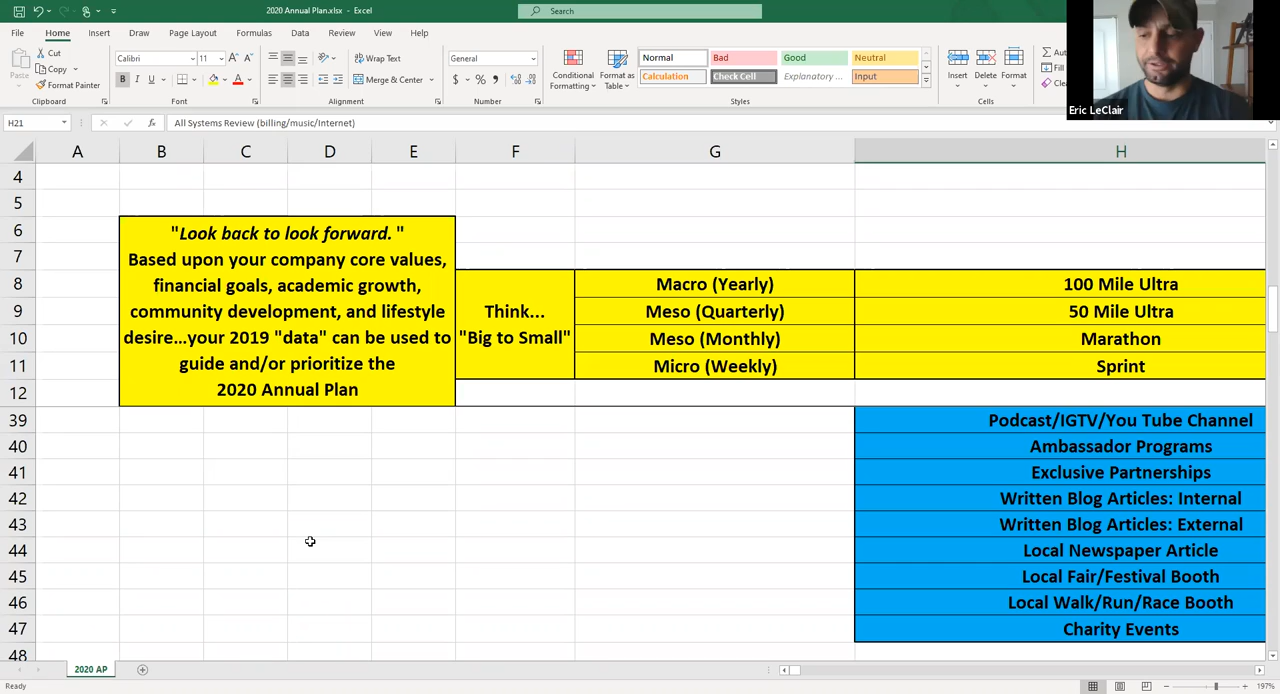 2020 Annual Plan.xlsx - Excel
Search
File Home Insert Draw Page Layout Formulas Data Review View Help
Paste
Cut
Copy
Format Painter
Clipboard
Calibri 11
B I U
Font
Wrap Text
Merge & Center
Alignment
General
$ % 
Number
Conditional Formatting
Format as Table
Normal Bad Good Neutral
Calculation Check Cell Explanatory ... Input
Styles
Insert Delete Format
Cells
Aut
Fill
Cle
Eric LeClair
H21
fx
All Systems Review (billing/music/Internet)
A B C D E F G H
4
5
6
7
8
9
10
11
12
39
40
41
42
43
44
45
46
47
48
"Look back to look forward. "
Based upon your company core values,
financial goals, academic growth,
community development, and lifestyle
desire...your 2019 "data" can be used to
guide and/or prioritize the
2020 Annual Plan
Think...
"Big to Small"
Macro (Yearly) 100 Mile Ultra
Meso (Quarterly) 50 Mile Ultra
Meso (Monthly) Marathon
Micro (Weekly) Sprint
Podcast/IGTV/You Tube Channel
Ambassador Programs
Exclusive Partnerships
Written Blog Articles: Internal
Written Blog Articles: External
Local Newspaper Article
Local Fair/Festival Booth
Local Walk/Run/Race Booth
Charity Events
2020 AP
Ready
197%